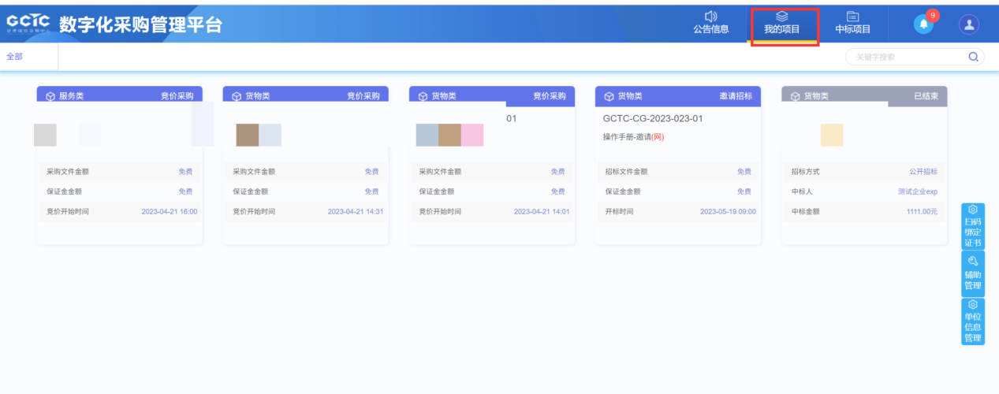 GCTC 数字化采购管理平台
公告信息
我的项目
中标项目
9
全部
关键字搜索
服务类 竞价采购
采购文件金额 免费
保证金金额 免费
竞价开始时间 2023-04-21 16:00
货物类 竞价采购
采购文件金额 免费
保证金金额 免费
竞价开始时间 2023-04-21 14:31
货物类 竞价采购
01
采购文件金额 免费
保证金金额 免费
竞价开始时间 2023-04-21 14:01
货物类 邀请招标
GCTC-CG-2023-023-01
操作手册-邀请(网)
招标文件金额 免费
保证金金额 免费
开标时间 2023-05-19 09:00
货物类 已结束
招标方式 公开招标
中标人 测试企业exp
中标金额 1111.00元
扫码
绑定
证书
辅助
管理
单位
信息
管理